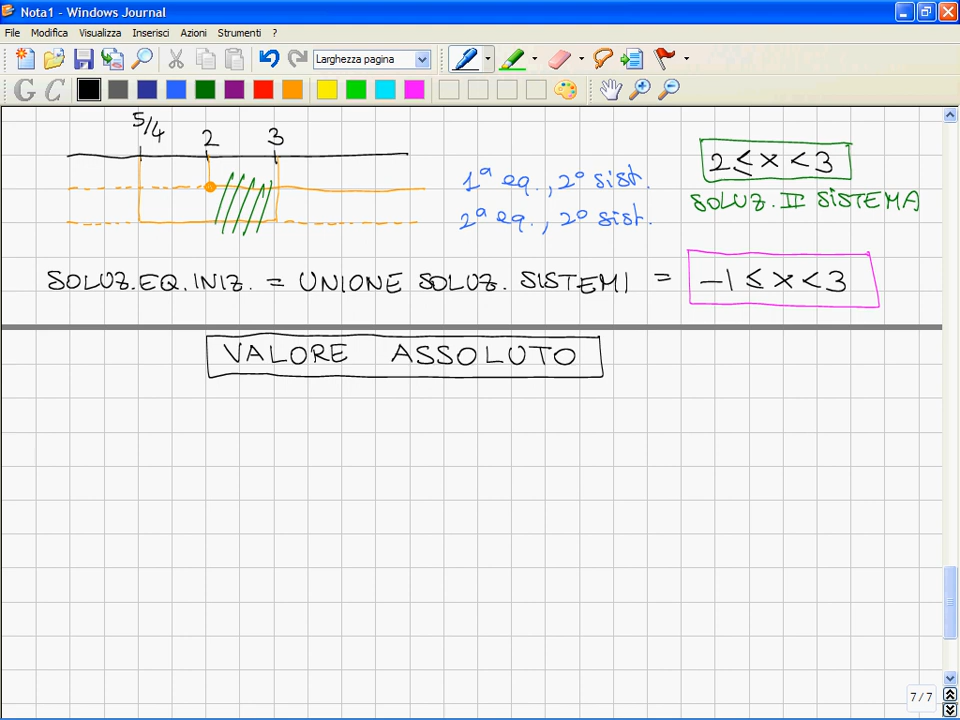 Nota1 - Windows Journal
File Modifica Visualizza Inserisci Azioni Strumenti ?
Larghezza pagina
G C
5/4 2 3
2 ≤ x < 3
1ª eq., 2º sist.
SOLUZ. II SISTEMA
2ª eq., 2º sist.
SOLUZ. EQ. INIZ. = UNIONE SOLUZ. SISTEMI = -1 ≤ x < 3
VALORE ASSOLUTO
7 / 7